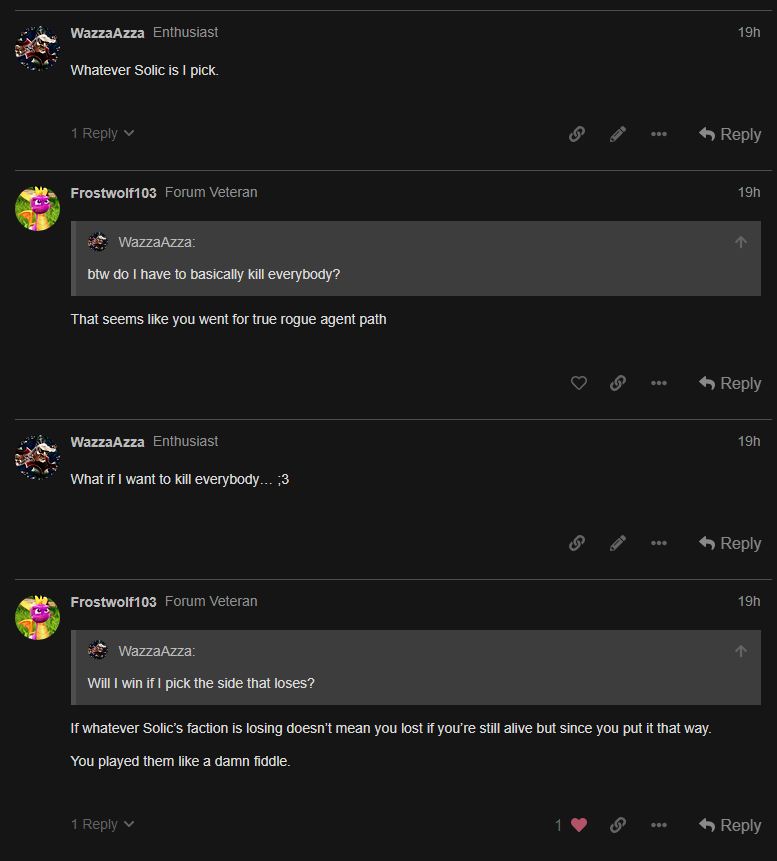 WazzaAzza Enthusiast 19h
Whatever Solic is I pick.
1 Reply Reply
Frostwolf103 Forum Veteran 19h
WazzaAzza:
btw do I have to basically kill everybody?
That seems like you went for true rogue agent path
Reply
WazzaAzza Enthusiast 19h
What if I want to kill everybody… ;3
Reply
Frostwolf103 Forum Veteran 19h
WazzaAzza:
Will I win if I pick the side that loses?
If whatever Solic’s faction is losing doesn’t mean you lost if you’re still alive but since you put it that way.
You played them like a damn fiddle.
1 Reply 1 Reply